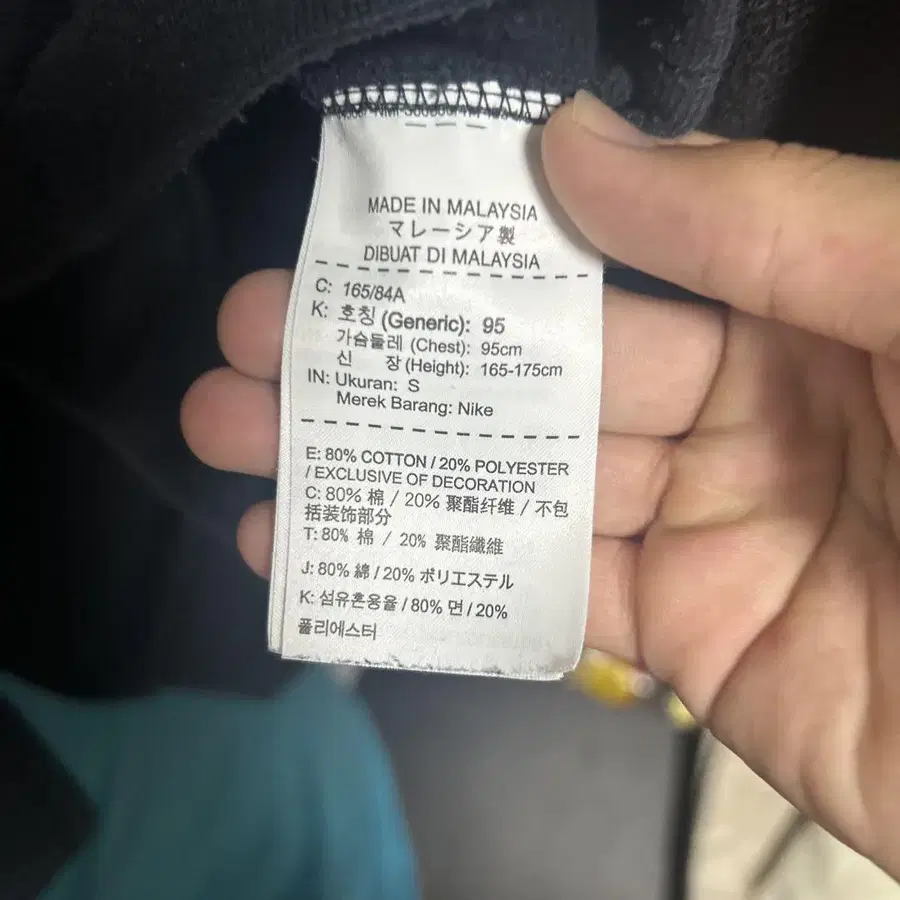 MADE IN MALAYSIA
マレーシア製
DIBUAT DI MALAYSIA
C: 165/84A
K: 호칭 (Generic): 95
가슴둘레 (Chest): 95cm
신 장 (Height): 165-175cm
IN: Ukuran: S
Merek Barang: Nike
E: 80% COTTON / 20% POLYESTER
/ EXCLUSIVE OF DECORATION
C: 80% 棉 / 20% 聚酯纤维 / 不包
括装饰部分
T: 80% 棉 / 20% 聚酯纖維
J: 80% 綿 / 20% ポリエステル
K: 섬유혼용율 / 80% 면 / 20%
폴리에스터